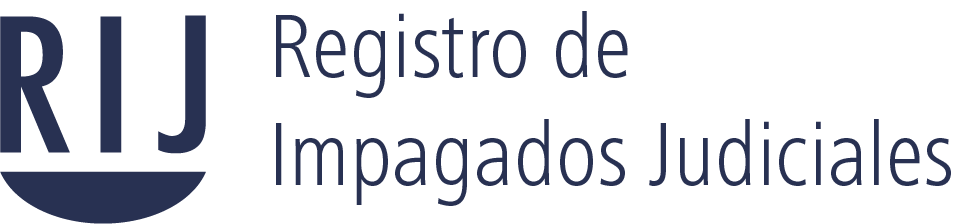 RIJ
Registro de
Impagados Judiciales